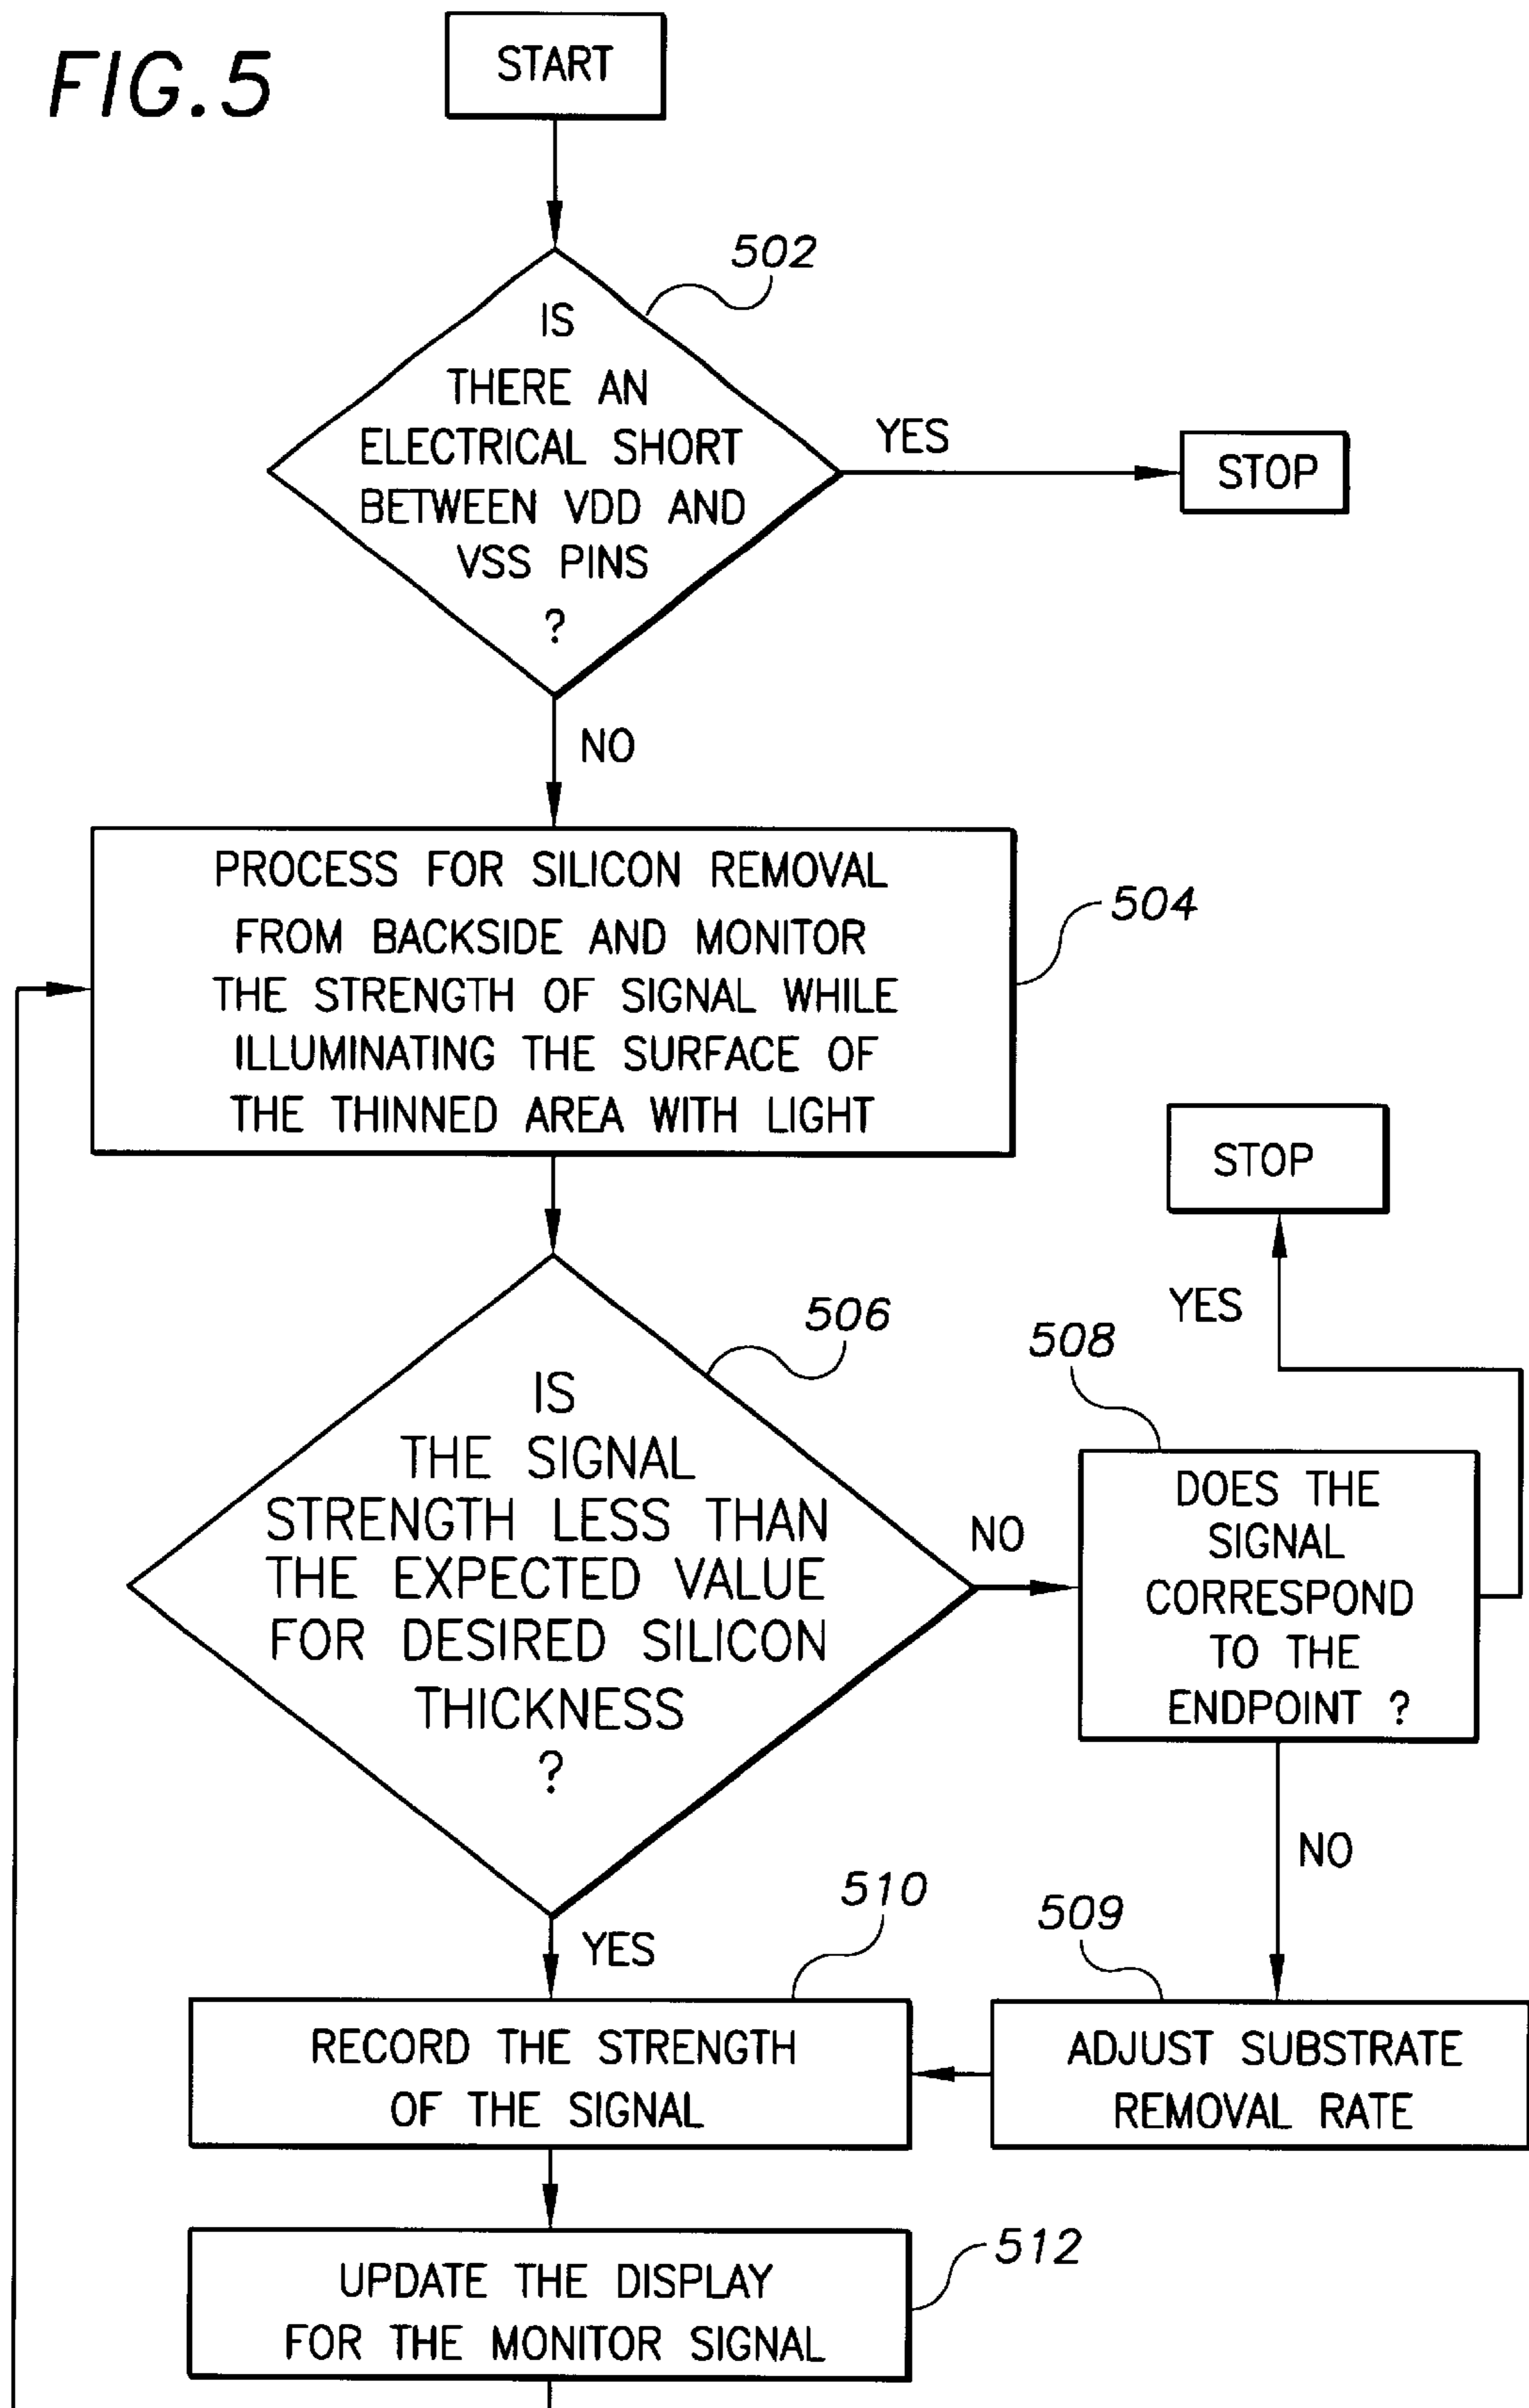 FIG.5
START
502
IS
THERE AN
ELECTRICAL SHORT
BETWEEN VDD AND
VSS PINS
?
YES
STOP
NO
PROCESS FOR SILICON REMOVAL
FROM BACKSIDE AND MONITOR
THE STRENGTH OF SIGNAL WHILE
ILLUMINATING THE SURFACE OF
THE THINNED AREA WITH LIGHT
504
STOP
YES
506
IS
THE SIGNAL
STRENGTH LESS THAN
THE EXPECTED VALUE
FOR DESIRED SILICON
THICKNESS
?
NO
508
DOES THE
SIGNAL
CORRESPOND
TO THE
ENDPOINT ?
NO
YES
510
509
RECORD THE STRENGTH
OF THE SIGNAL
ADJUST SUBSTRATE
REMOVAL RATE
UPDATE THE DISPLAY
FOR THE MONITOR SIGNAL
512